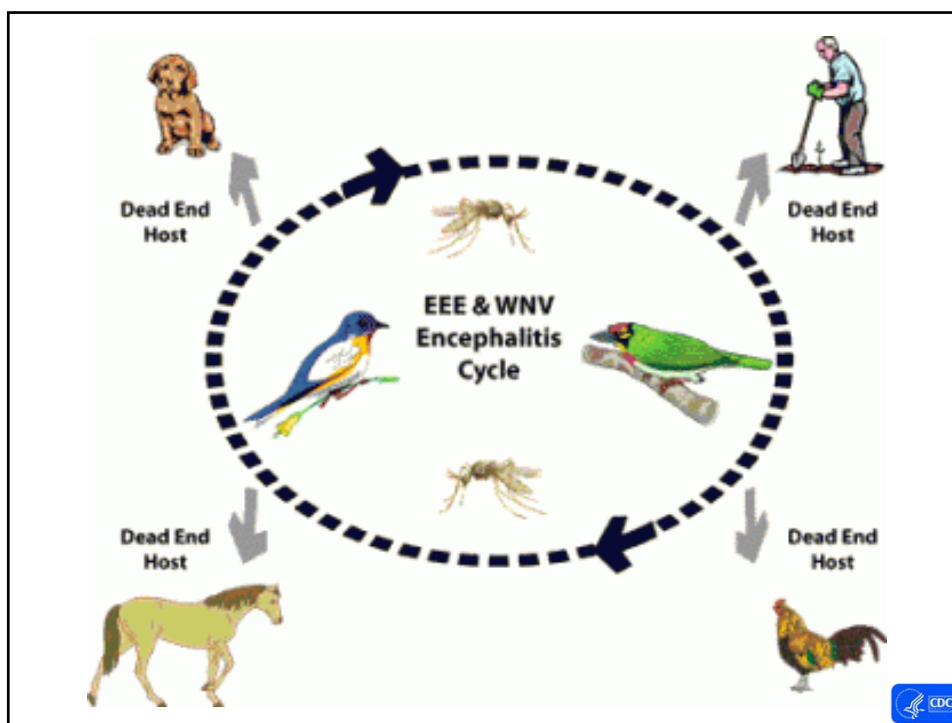 Dead End
Host
Dead End
Host
EEE & WNV
Encephalitis
Cycle
Dead End
Host
Dead End
Host
CDC